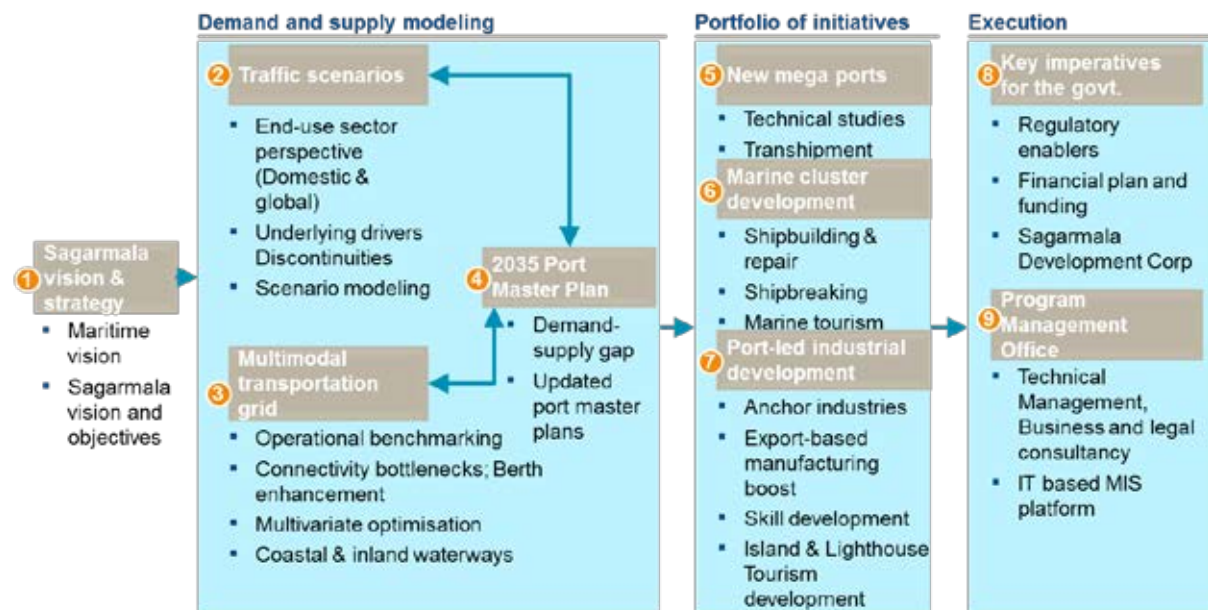 Demand and supply modeling
Portfolio of initiatives
Execution
1
Sagarmala
vision &
strategy
Maritime
vision
Sagarmala
vision and
objectives
2
Traffic scenarios
End-use sector
perspective
(Domestic &
global)
Underlying drivers
Discontinuities
Scenario modeling
3
Multimodal
transportation
grid
Operational benchmarking
Connectivity bottlenecks; Berth
enhancement
Multivariate optimisation
Coastal & inland waterways
4
2035 Port
Master Plan
Demand-
supply gap
Updated
port master
plans
5
New mega ports
Technical studies
Transhipment
6
Marine cluster
development
Shipbuilding &
repair
Shipbreaking
Marine tourism
7
Port-led industrial
development
Anchor industries
Export-based
manufacturing
boost
Skill development
Island & Lighthouse
Tourism
development
8
Key imperatives
for the govt.
Regulatory
enablers
Financial plan and
funding
Sagarmala
Development Corp
9
Program
Management
Office
Technical
Management,
Business and legal
consultancy
IT based MIS
platform